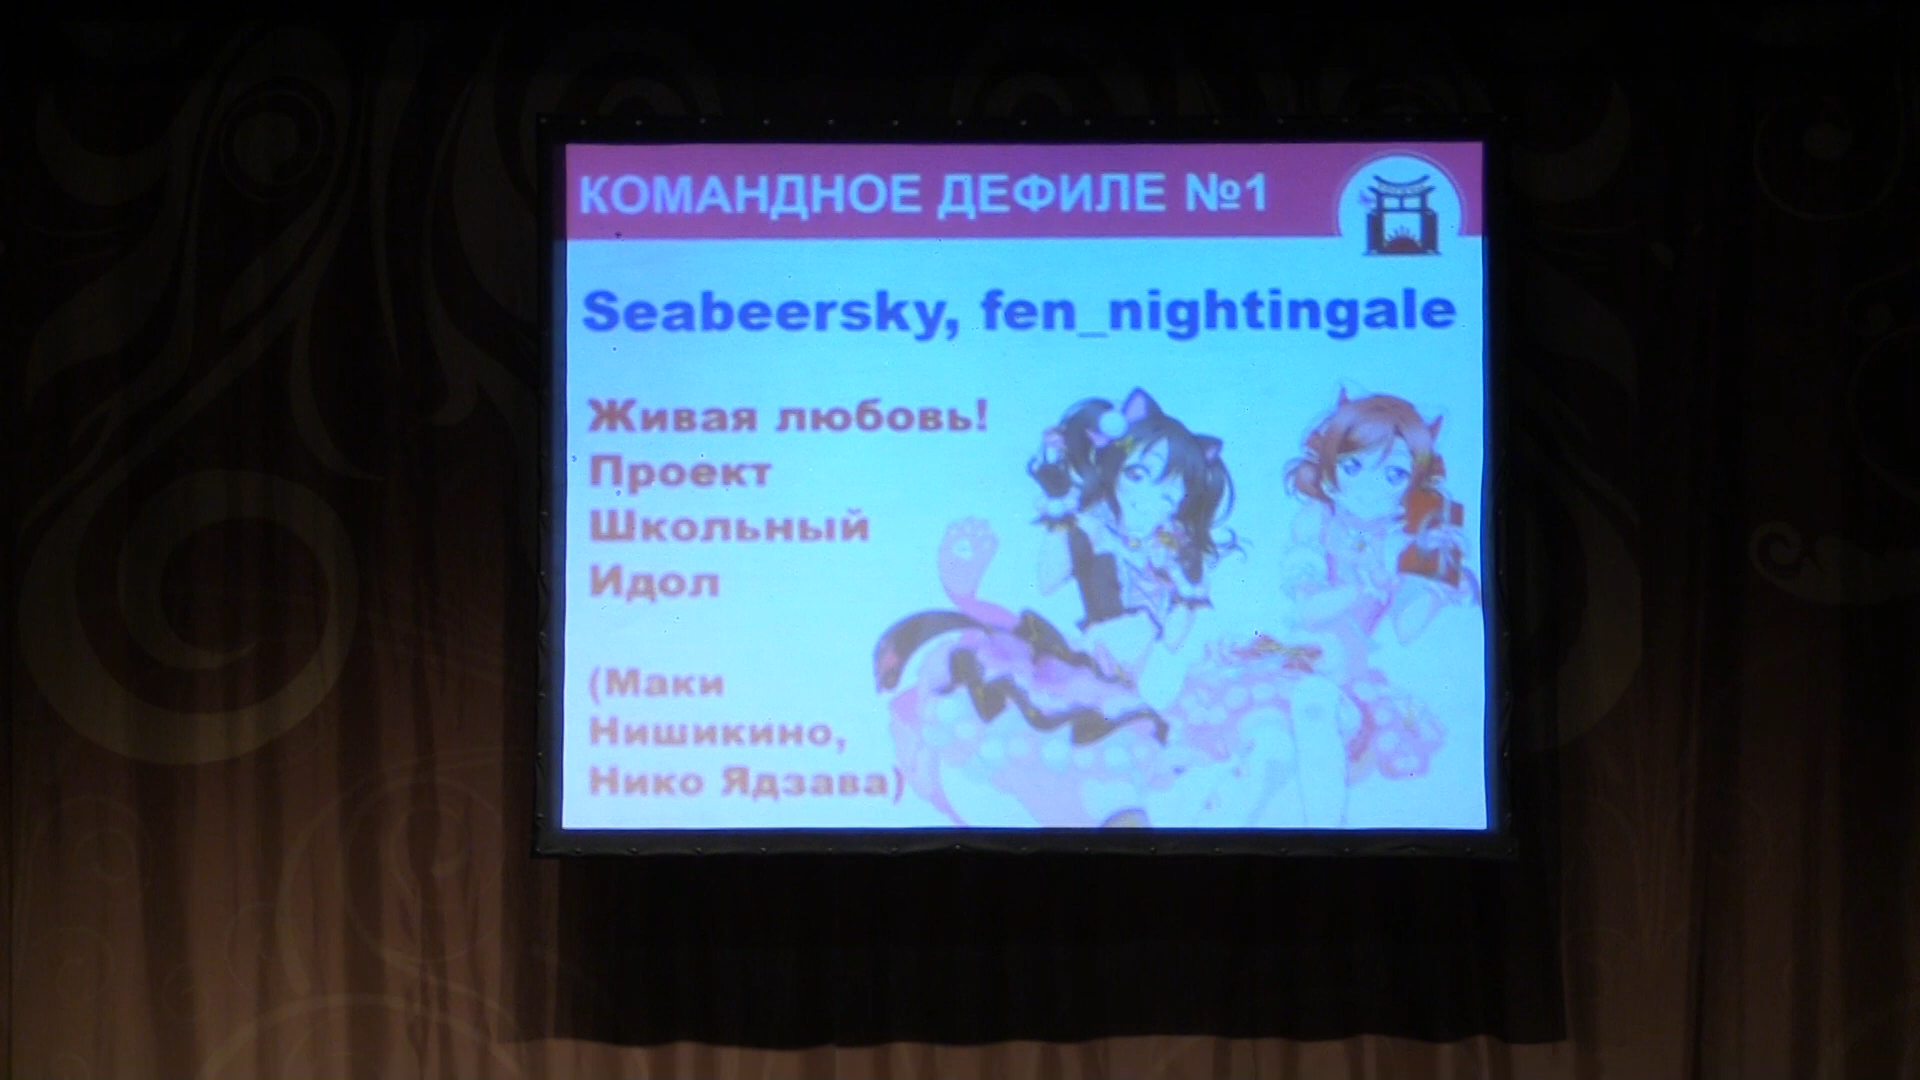 КОМАНДНОЕ ДЕФИЛЕ №1
Seabeersky, fen_nightingale
Живая любовь!
Проект
Школьный
Идол
(Маки
Нишикино,
Нико Ядзава)